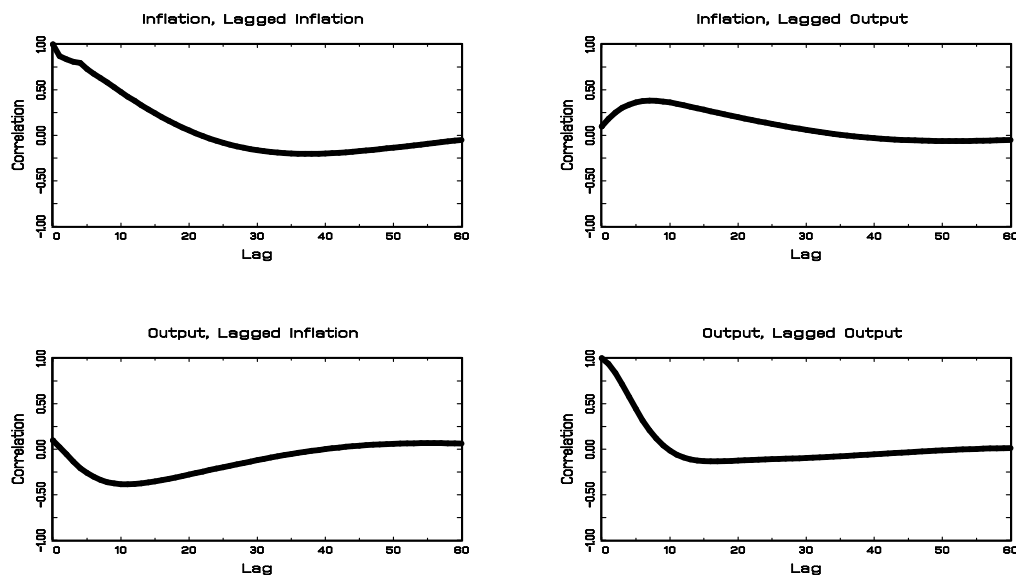 Inflation, Lagged Inflation
1.00
0.50
0.00
-0.50
-1.00
Correlation
0 10 20 30 40 50 60
Lag
Inflation, Lagged Output
1.00
0.50
0.00
-0.50
-1.00
Correlation
0 10 20 30 40 50 60
Lag
Output, Lagged Inflation
1.00
0.50
0.00
-0.50
-1.00
Correlation
0 10 20 30 40 50 60
Lag
Output, Lagged Output
1.00
0.50
0.00
-0.50
-1.00
Correlation
0 10 20 30 40 50 60
Lag